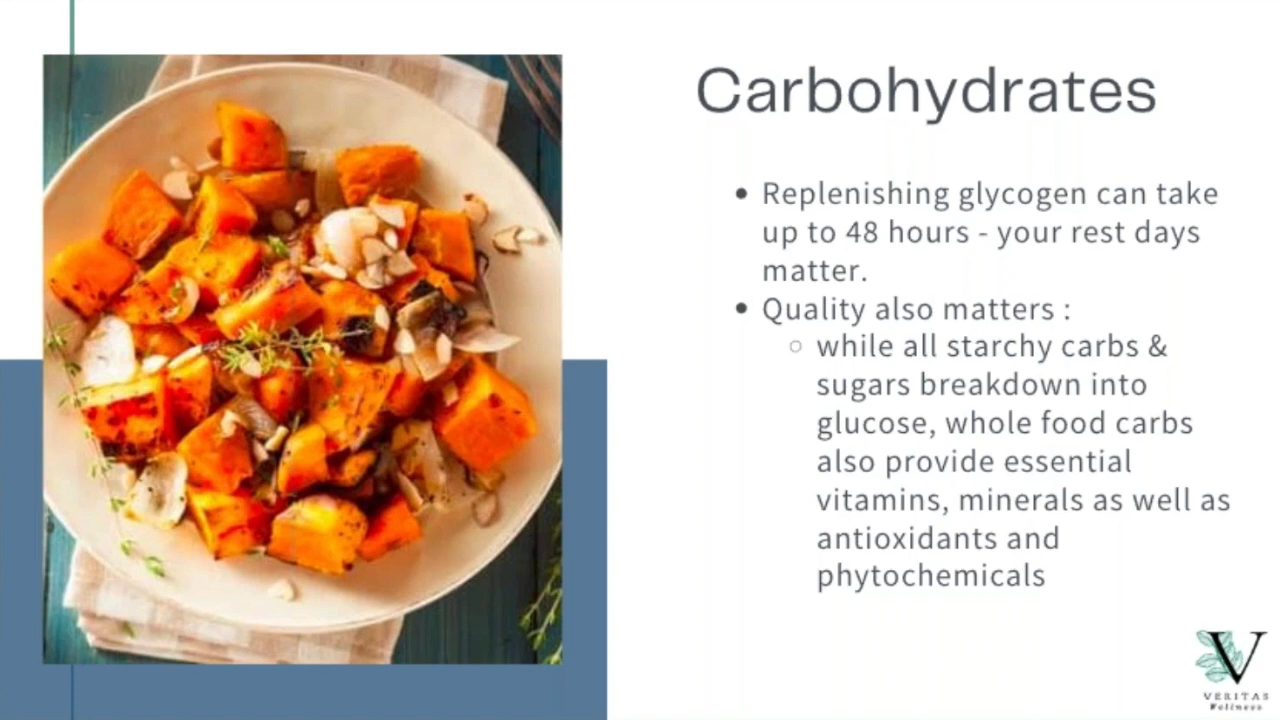 Carbohydrates
• Replenishing glycogen can take
up to 48 hours - your rest days
matter.
• Quality also matters :
○ while all starchy carbs &
sugars breakdown into
glucose, whole food carbs
also provide essential
vitamins, minerals as well as
antioxidants and
phytochemicals
V
VERITAS
Wellness